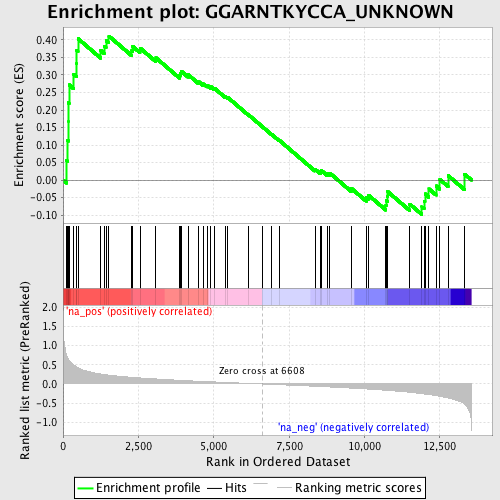 Enrichment plot: GGARNTKYCCA_UNKNOWN
Enrichment score (ES)
0.40
0.35
0.30
0.25
0.20
0.15
0.10
0.05
0.00
-0.05
-0.10
'na_pos' (positively correlated)
Ranked list metric (PreRanked)
2.0
1.5
1.0
0.5
0.0
-0.5
-1.0
Zero cross at 6608
'na_neg' (negatively correlated)
0
2,500
5,000
7,500
10,000
12,500
Rank in Ordered Dataset
Enrichment profile
Hits
Ranking metric scores